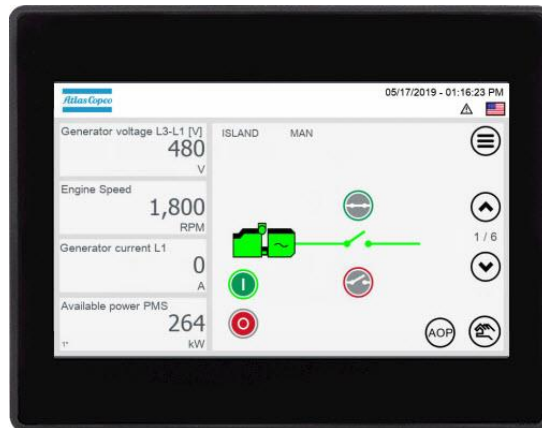 Atlas Copco
05/17/2019 - 01:16:23 PM
Generator voltage L3-L1 [V]
480
V
ISLAND MAN
Engine Speed
1,800
RPM
1 / 6
Generator current L1
0
A
I
Available power PMS
264
kW
1*
O
AOP